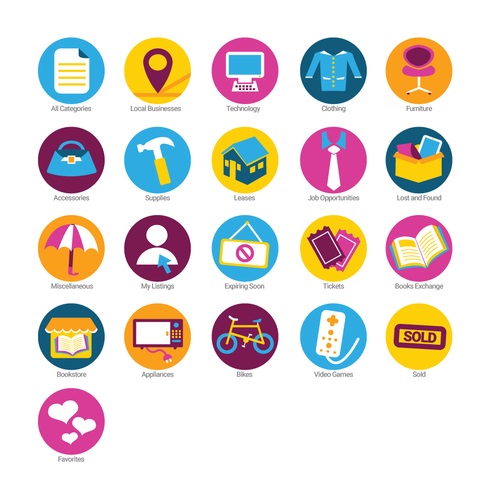 All Categories
Local Businesses
Technology
Clothing
Furniture
Accessories
Supplies
Leases
Job Opportunities
Lost and Found
Miscellaneous
My Listings
Expiring Soon
Tickets
Books Exchange
SOLD
Bookstore
Appliances
Bikes
Video Games
Sold
Favorites